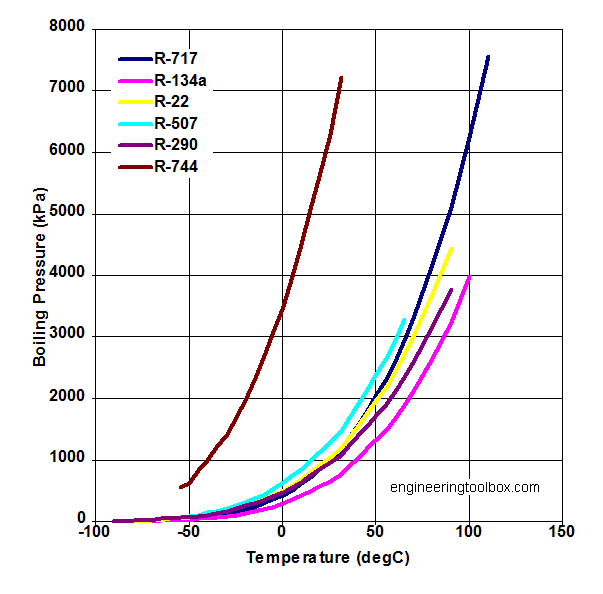 8000
7000
6000
5000
4000
3000
2000
1000
0
Boiling Pressure (kPa)
R-717
R-134a
R-22
R-507
R-290
R-744
engineeringtoolbox.com
-100 -50 0 50 100 150
Temperature (degC)